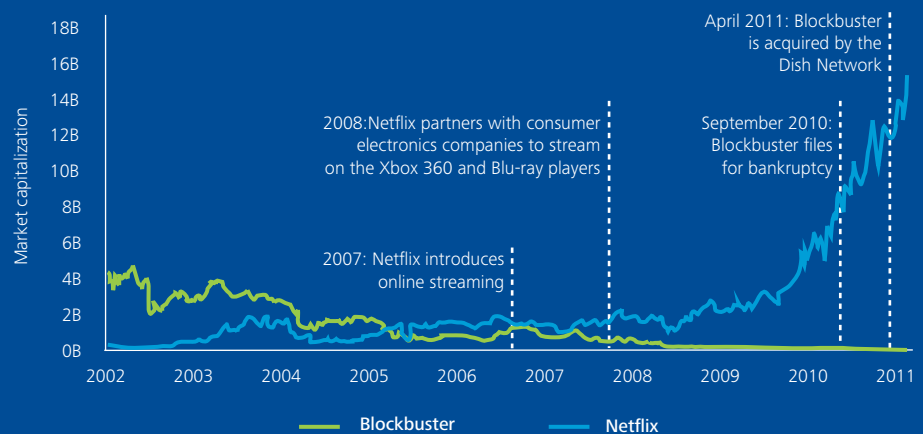 18B
16B
14B
12B
10B
8B
6B
4B
2B
0B
Market capitalization
April 2011: Blockbuster
is acquired by the
Dish Network
2008:Netflix partners with consumer
electronics companies to stream
on the Xbox 360 and Blu-ray players
September 2010:
Blockbuster files
for bankruptcy
2007: Netflix introduces
online streaming
2002 2003 2004 2005 2006 2007 2008 2009 2010 2011
Blockbuster Netflix